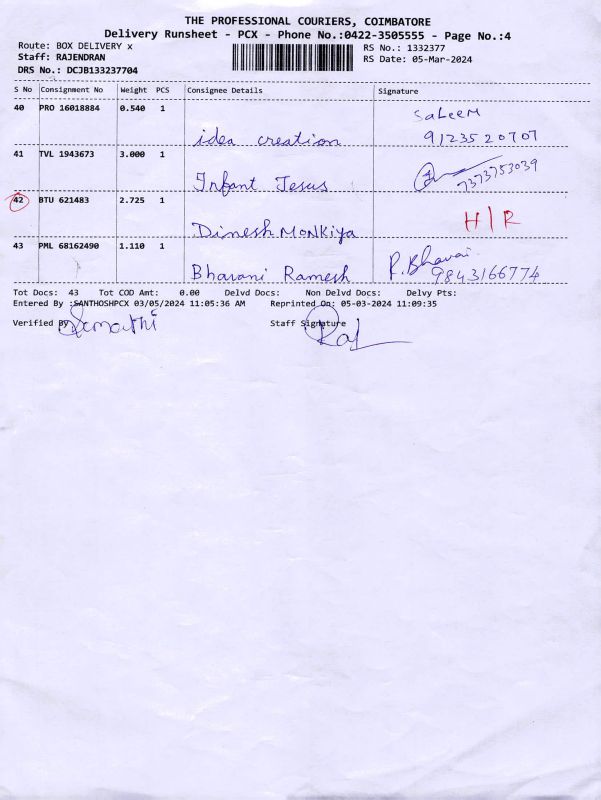 THE PROFESSIONAL COURIERS, COIMBATORE
Delivery Runsheet - PCX - Phone No.:0422-3505555 - Page No.:4
Route: BOX DELIVERY x
RS No.: 1332377
Staff: RAJENDRAN
RS Date: 05-Mar-2024
DRS No.: DCJB133237704
S No Consignment No Weight PCS Consignee Details Signature
40 PRO 16018884 0.540 1 idea creation Saleem 9123520707
41 TVL 1943673 3.000 1 Infant Jesus 7373753039
42 BTU 621483 2.725 1 Dinesh MONKiya H|R
43 PML 68162490 1.110 1 Bharani Ramesh R.Bhavai 9843166774
Tot Docs: 43 Tot COD Amt: 0.00 Delvd Docs: Non Delvd Docs: Delvy Pts:
Entered By :SANTHOSHPCX 03/05/2024 11:05:36 AM Reprinted On: 05-03-2024 11:09:35
Verified By Staff Signature
Raj